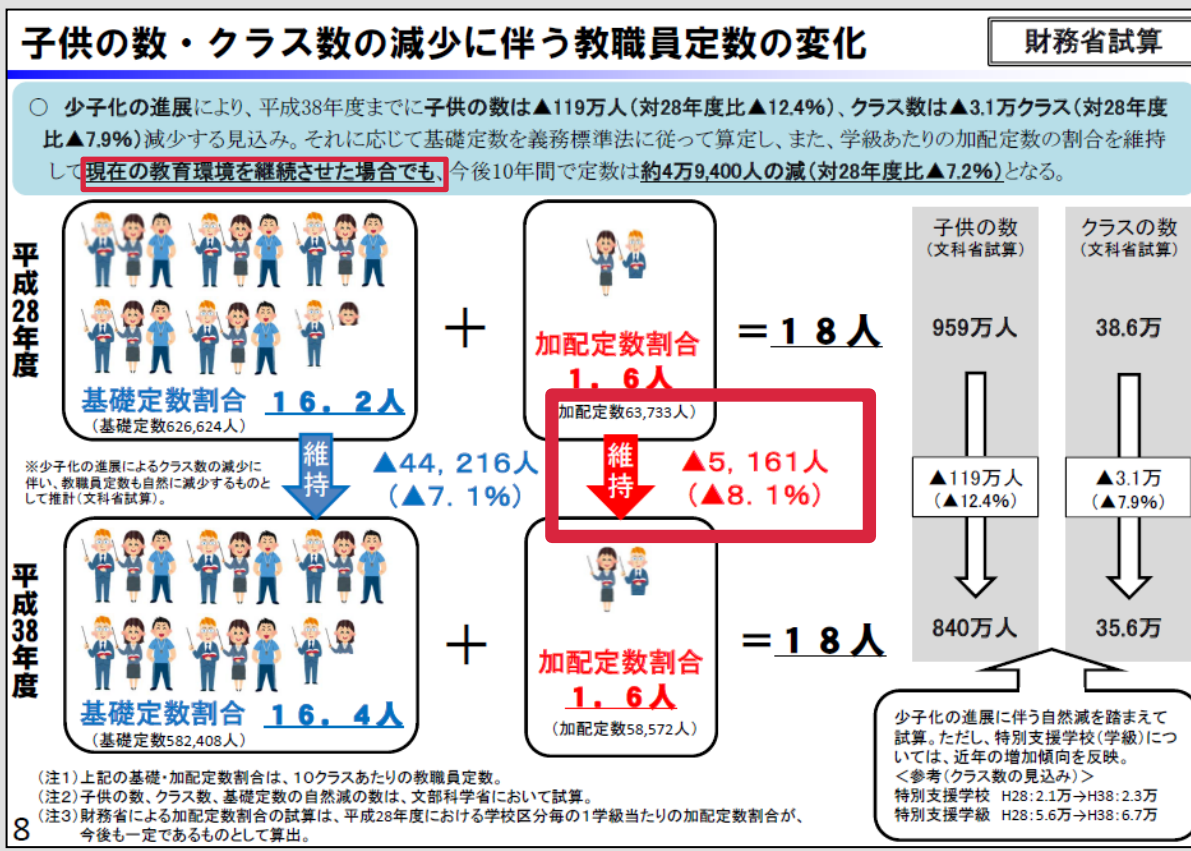 子供の数・クラス数の減少に伴う教職員定数の変化
財務省試算
○ 少子化の進展により、平成38年度までに子供の数は▲119万人(対28年度比▲12.4%)、クラス数は▲3.1万クラス(対28年度
比▲7.9%)減少する見込み。それに応じて基礎定数を義務標準法に従って算定し、また、学級あたりの加配定数の割合を維持
して現在の教育環境を継続させた場合でも、今後10年間で定数は約4万9,400人の減(対28年度比▲7.2%)となる。
平成28年度
基礎定数割合 16.2人
(基礎定数626,624人)
＋
加配定数割合
1.6人
(加配定数63,733人)
＝18人
子供の数
(文科省試算)
959万人
クラスの数
(文科省試算)
38.6万
※少子化の進展によるクラス数の減少に
伴い、教職員定数も自然に減少するものと
して推計(文科省試算)。
維持
▲44,216人
(▲7.1%)
維持
▲5,161人
(▲8.1%)
▲119万人
(▲12.4%)
▲3.1万
(▲7.9%)
平成38年度
基礎定数割合 16.4人
(基礎定数582,408人)
＋
加配定数割合
1.6人
(加配定数58,572人)
＝18人
840万人
35.6万
少子化の進展に伴う自然減を踏まえて
試算。ただし、特別支援学校(学級)につ
いては、近年の増加傾向を反映。
＜参考(クラス数の見込み)＞
特別支援学校 H28:2.1万→H38:2.3万
特別支援学級 H28:5.6万→H38:6.7万
(注1)上記の基礎・加配定数割合は、10クラスあたりの教職員定数。
(注2)子供の数、クラス数、基礎定数の自然減の数は、文部科学省において試算。
(注3)財務省による加配定数割合の試算は、平成28年度における学校区分毎の1学級当たりの加配定数割合が、
今後も一定であるものとして算出。
8